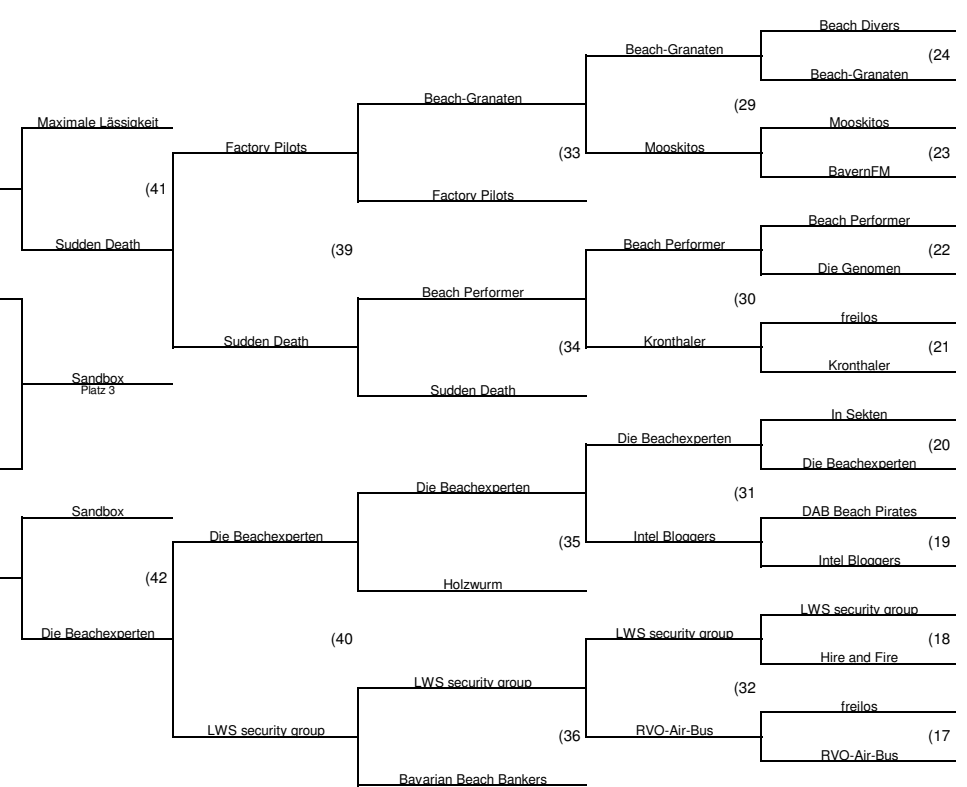 Beach Divers
Beach-Granaten
(24
Beach-Granaten
Beach-Granaten
(29
Maximale Lässigkeit
Mooskitos
Factory Pilots
(33
Mooskitos
(23
BayernFM
(41
Factory Pilots
Beach Performer
Sudden Death
(39
Beach Performer
(22
Die Genomen
Beach Performer
(30
freilos
Sudden Death
(34
Kronthaler
(21
Kronthaler
Sandbox
Platz 3
Sudden Death
In Sekten
Die Beachexperten
(20
Die Beachexperten
Die Beachexperten
(31
Sandbox
DAB Beach Pirates
Die Beachexperten
(35
Intel Bloggers
(19
Intel Bloggers
(42
Holzwurm
LWS security group
Die Beachexperten
(40
LWS security group
(18
Hire and Fire
LWS security group
(32
freilos
LWS security group
(36
RVO-Air-Bus
(17
RVO-Air-Bus
Bavarian Beach Bankers